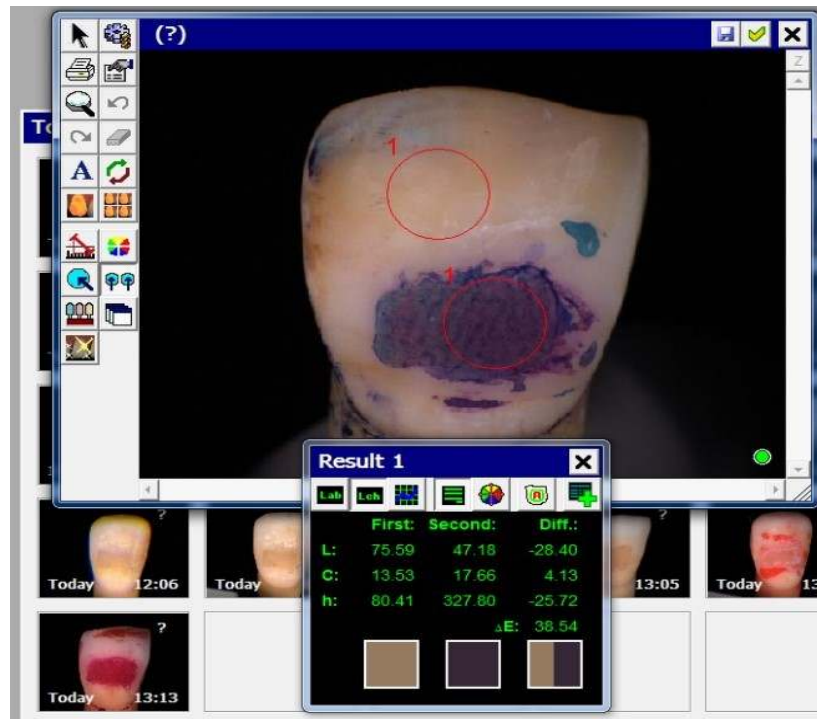 (?)
Z
A
1
1
To
Result 1
Lab Lch
A
First: Second: Diff.:
L: 75.59 47.18 -28.40
C: 13.53 17.66 4.13
h: 80.41 327.80 -25.72
ΔE: 38.54
?
Today 12:06
Today
?
13:05
Today 13
?
Today 13:13